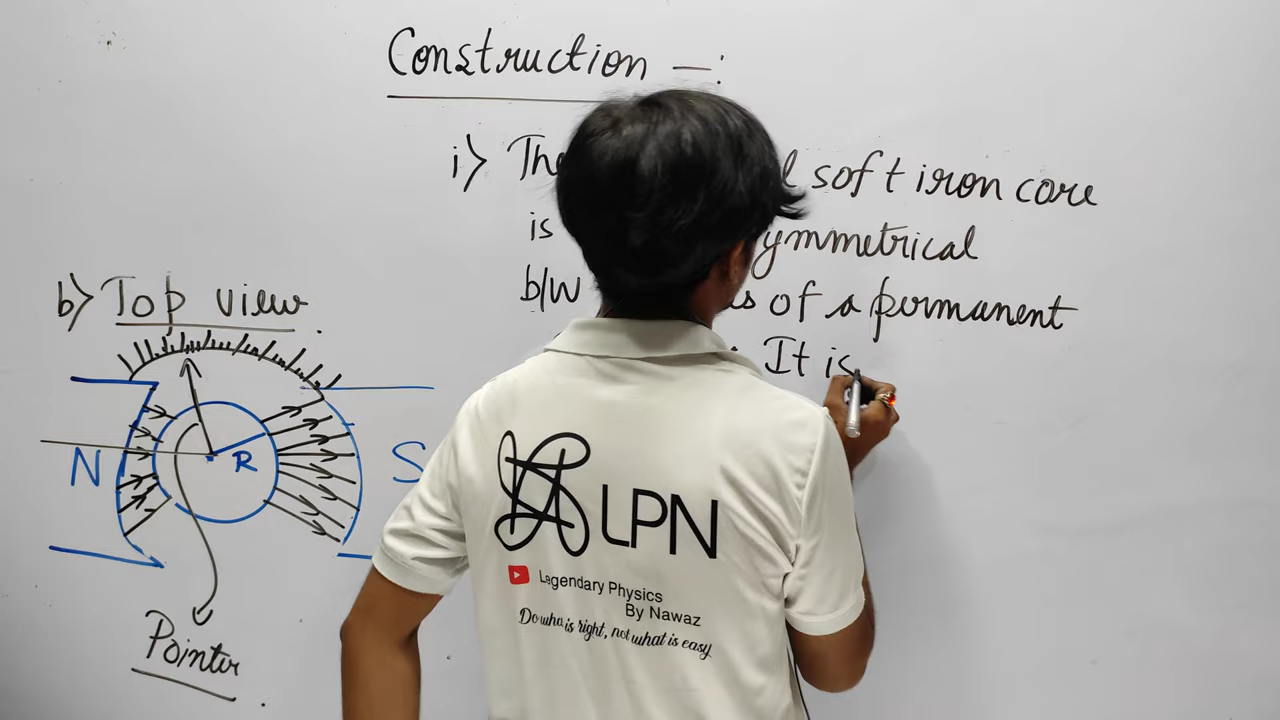 Construction –:
i> The soft iron core
is ymmetrical
b/w of a permanent
It is
b> Top view.
N
R
S
Pointer.
LPN
Legendary Physics
By Nawaz
Do wha is right, not what is easy